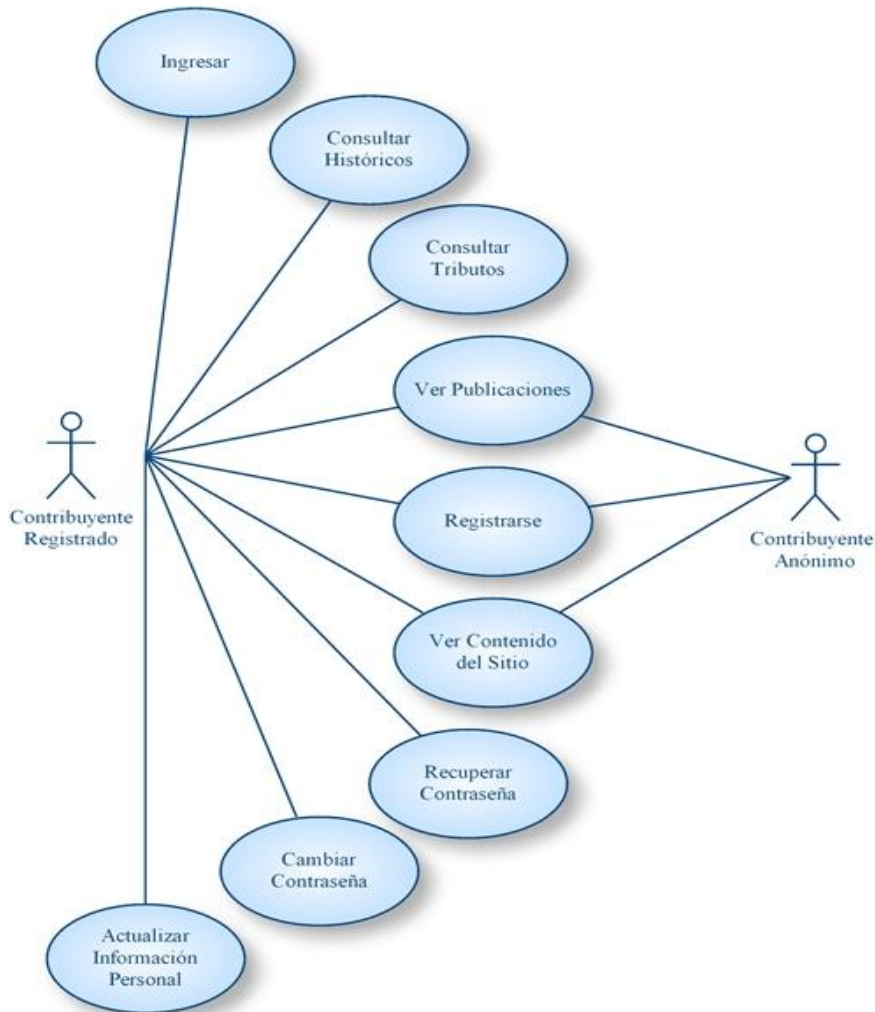 Ingresar
Consultar
Históricos
Consultar
Tributos
Ver Publicaciones
Contribuyente
Registrado
Registrarse
Contribuyente
Anónimo
Ver Contenido
del Sitio
Recuperar
Contraseña
Cambiar
Contraseña
Actualizar
Información
Personal